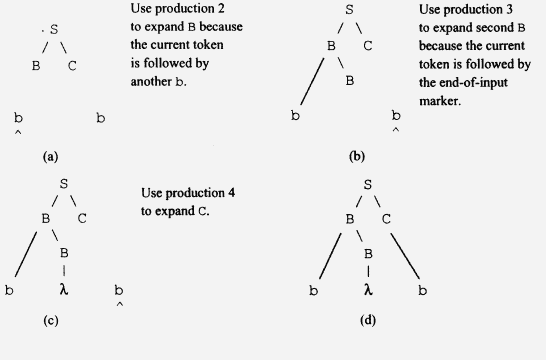 S
B C
b b
^
(a)
Use production 2
to expand B because
the current token
is followed by
another b.
S
B C
B
b b
^
(b)
Use production 3
to expand second B
because the current
token is followed by
the end-of-input
marker.
S
B C
B
b λ b
^
(c)
Use production 4
to expand C.
S
B C
B
b λ b
(d)